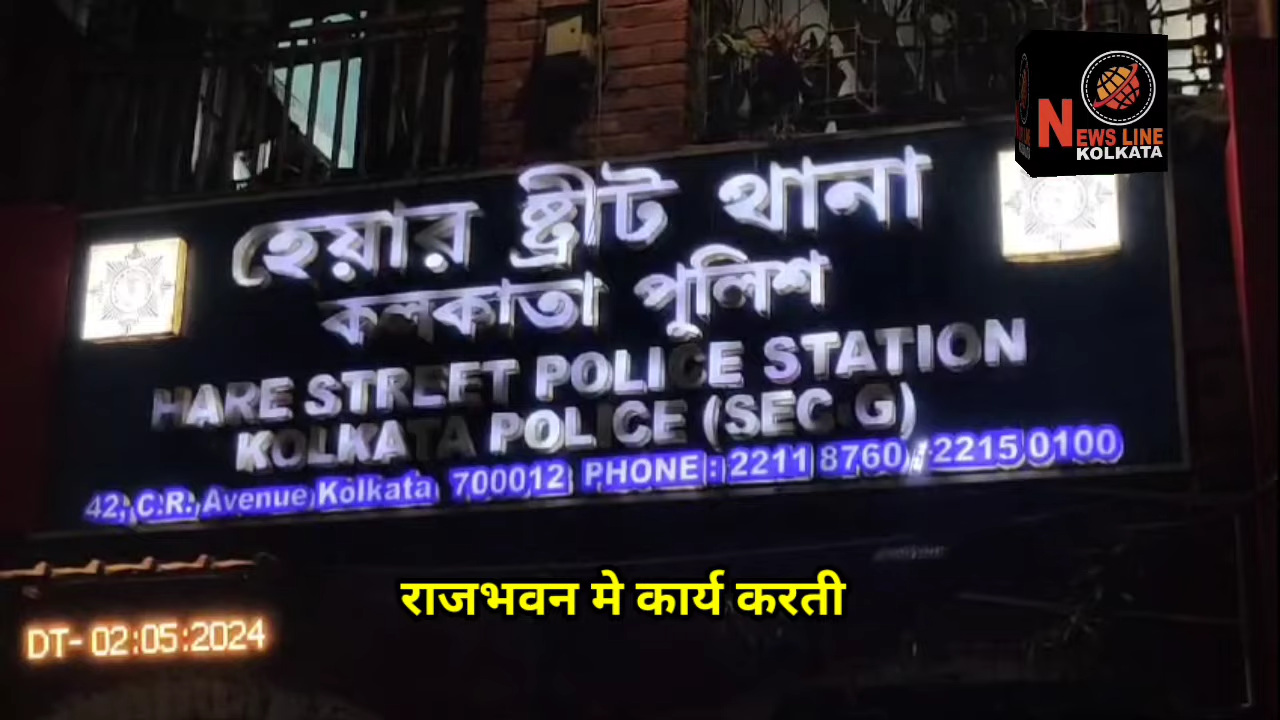 NEWS LINE
KOLKATA
হেয়ার ষ্ট্রীট থানা
কলকাতা পুলিশ
HARE STREET POLICE STATION
KOLKATA POLICE (SEC G)
42, C.R. Avenue Kolkata 700012 PHONE : 2211 8760 / 2215 0100
राजभवन मे कार्य करती
DT- 02:05:2024